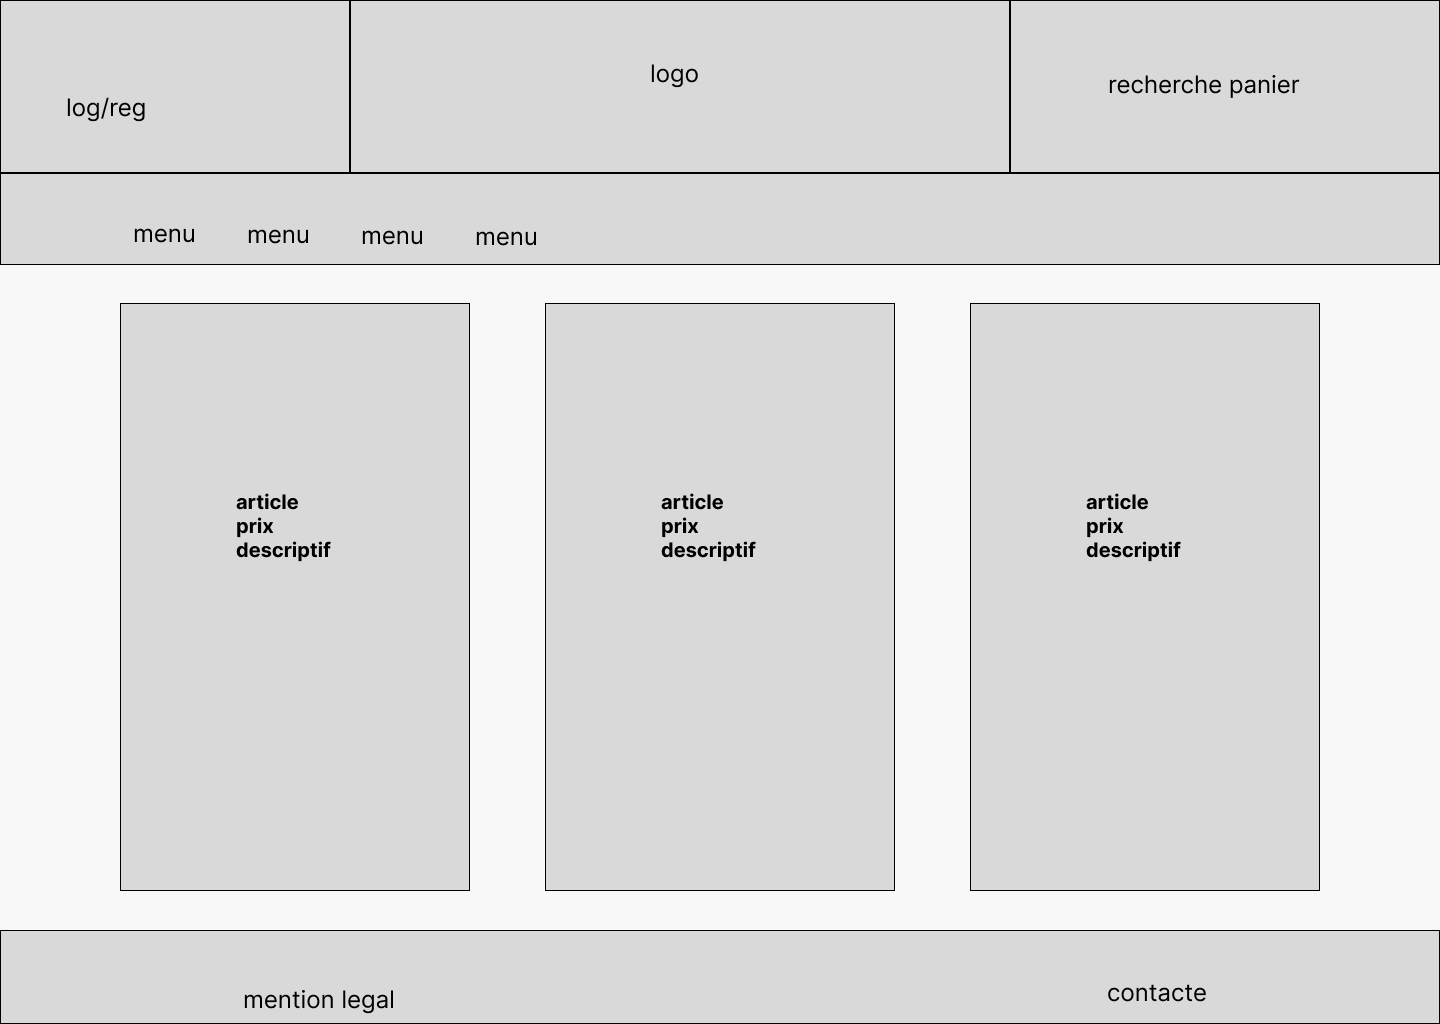 log/reg
logo
recherche panier
menu menu menu menu
article
prix
descriptif
article
prix
descriptif
article
prix
descriptif
mention legal
contacte